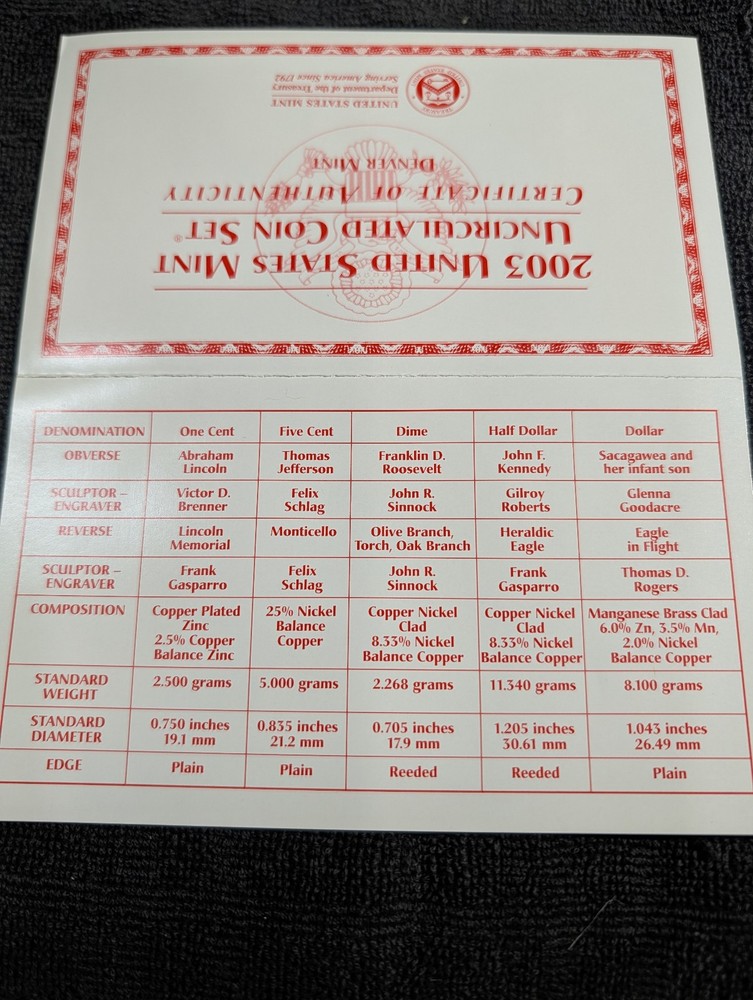 UNITED STATES MINT
Department of the Treasury
Serving America Since 1792
2003 UNITED STATES MINT
UNCIRCULATED COIN SET®
CERTIFICATE OF AUTHENTICITY
DENVER MINT
DENOMINATION One Cent Five Cent Dime Half Dollar Dollar
OBVERSE Abraham Lincoln Thomas Jefferson Franklin D. Roosevelt John F. Kennedy Sacagawea and her infant son
SCULPTOR – ENGRAVER Victor D. Brenner Felix Schlag John R. Sinnock Gilroy Roberts Glenna Goodacre
REVERSE Lincoln Memorial Monticello Olive Branch, Torch, Oak Branch Heraldic Eagle Eagle in Flight
SCULPTOR – ENGRAVER Frank Gasparro Felix Schlag John R. Sinnock Frank Gasparro Thomas D. Rogers
COMPOSITION Copper Plated Zinc 2.5% Copper Balance Zinc 25% Nickel Balance Copper Copper Nickel Clad 8.33% Nickel Balance Copper Copper Nickel Clad 8.33% Nickel Balance Copper Manganese Brass Clad 6.0% Zn, 3.5% Mn, 2.0% Nickel Balance Copper
STANDARD WEIGHT 2.500 grams 5.000 grams 2.268 grams 11.340 grams 8.100 grams
STANDARD DIAMETER 0.750 inches 19.1 mm 0.835 inches 21.2 mm 0.705 inches 17.9 mm 1.205 inches 30.61 mm 1.043 inches 26.49 mm
EDGE Plain Plain Reeded Reeded Plain